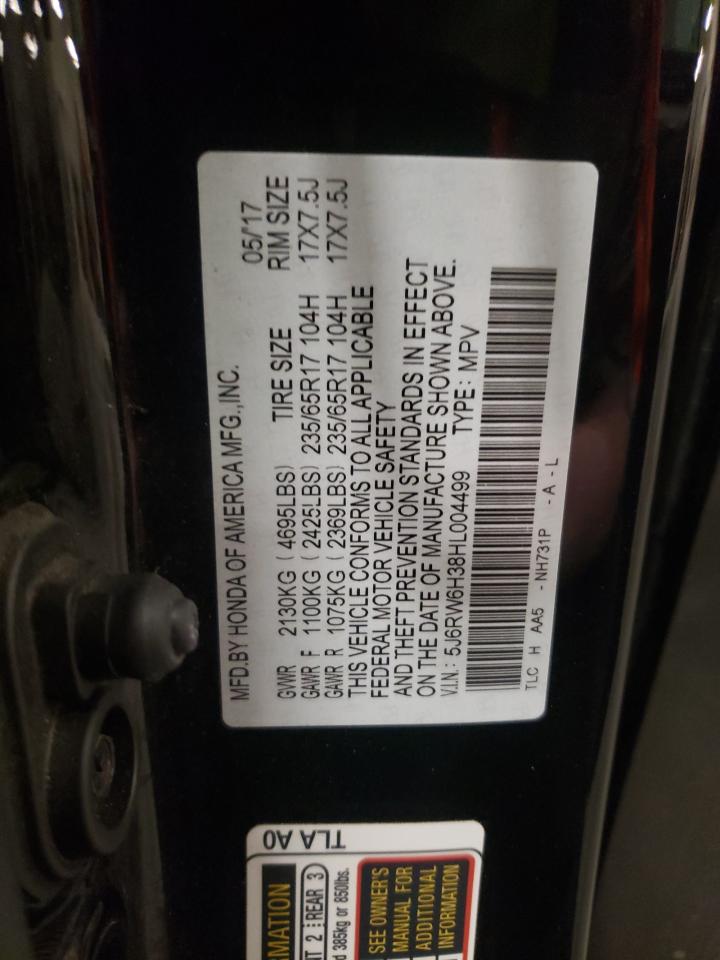 MFD.BY HONDA OF AMERICA MFG.,INC. 05/'17
GVWR 2130KG ( 4695LBS) TIRE SIZE RIM SIZE
GAWR F 1100KG ( 2425LBS) 235/65R17 104H 17X7.5J
GAWR R 1075KG ( 2369LBS) 235/65R17 104H 17X7.5J
THIS VEHICLE CONFORMS TO ALL APPLICABLE
FEDERAL MOTOR VEHICLE SAFETY
AND THEFT PREVENTION STANDARDS IN EFFECT
ON THE DATE OF MANUFACTURE SHOWN ABOVE.
V.I.N.: 5J6RW6H38HL004499 TYPE: MPV
TLC H AA5 - NH731P - A - L
TLA A0
2 REAR 3
385kg or 850lbs.
SEE OWNER'S
MANUAL FOR
ADDITIONAL
INFORMATION